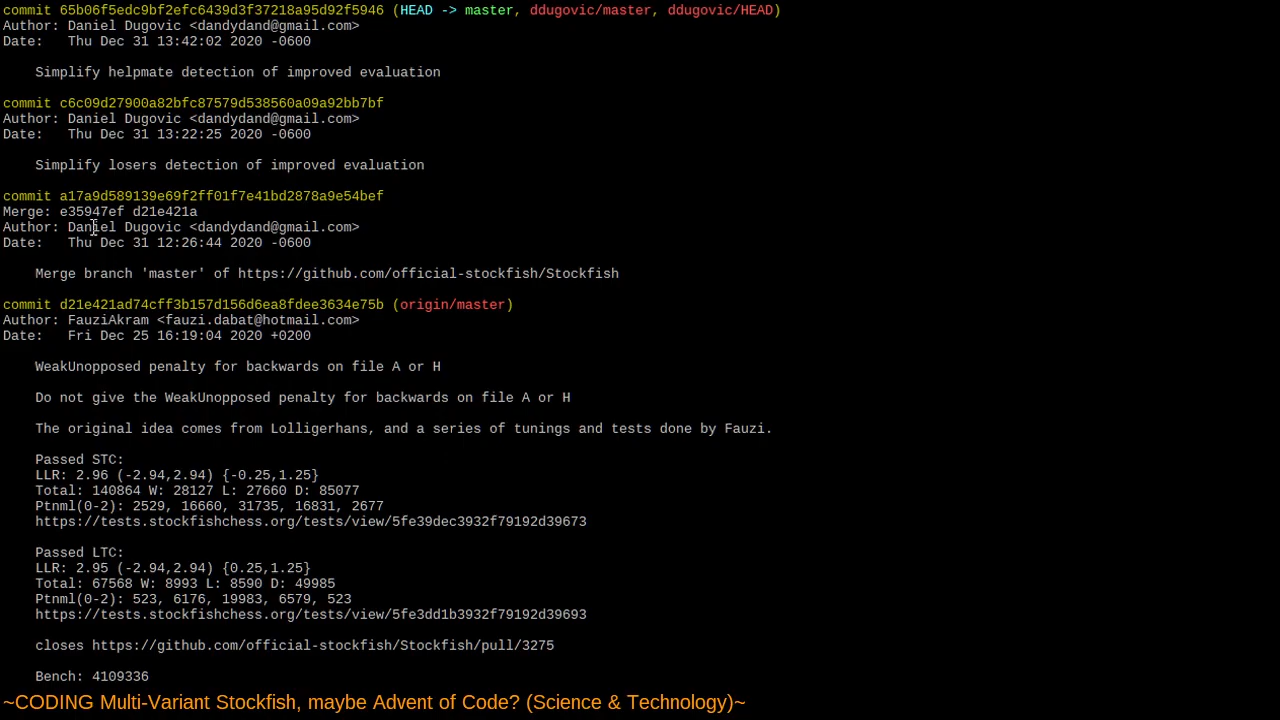 commit 65b06f5edc9bf2efc6439d3f37218a95d92f5946 (HEAD -> master, ddugovic/master, ddugovic/HEAD)
Author: Daniel Dugovic <dandydand@gmail.com>
Date:   Thu Dec 31 13:42:02 2020 -0600
Simplify helpmate detection of improved evaluation
commit c6c09d27900a82bfc87579d538560a09a92bb7bf
Author: Daniel Dugovic <dandydand@gmail.com>
Date:   Thu Dec 31 13:22:25 2020 -0600
Simplify losers detection of improved evaluation
commit a17a9d589139e69f2ff01f7e41bd2878a9e54bef
Merge: e35947ef d21e421a
Author: Daniel Dugovic <dandydand@gmail.com>
Date:   Thu Dec 31 12:26:44 2020 -0600
Merge branch 'master' of https://github.com/official-stockfish/Stockfish
commit d21e421ad74cff3b157d156d6ea8fdee3634e75b (origin/master)
Author: FauziAkram <fauzi.dabat@hotmail.com>
Date:   Fri Dec 25 16:19:04 2020 +0200
WeakUnopposed penalty for backwards on file A or H
Do not give the WeakUnopposed penalty for backwards on file A or H
The original idea comes from Lolligerhans, and a series of tunings and tests done by Fauzi.
Passed STC:
LLR: 2.96 (-2.94,2.94) {-0.25,1.25}
Total: 140864 W: 28127 L: 27660 D: 85077
Ptnml(0-2): 2529, 16660, 31735, 16831, 2677
https://tests.stockfishchess.org/tests/view/5fe39dec3932f79192d39673
Passed LTC:
LLR: 2.95 (-2.94,2.94) {0.25,1.25}
Total: 67568 W: 8993 L: 8590 D: 49985
Ptnml(0-2): 523, 6176, 19983, 6579, 523
https://tests.stockfishchess.org/tests/view/5fe3dd1b3932f79192d39693
closes https://github.com/official-stockfish/Stockfish/pull/3275
Bench: 4109336
~CODING Multi-Variant Stockfish, maybe Advent of Code? (Science & Technology)~